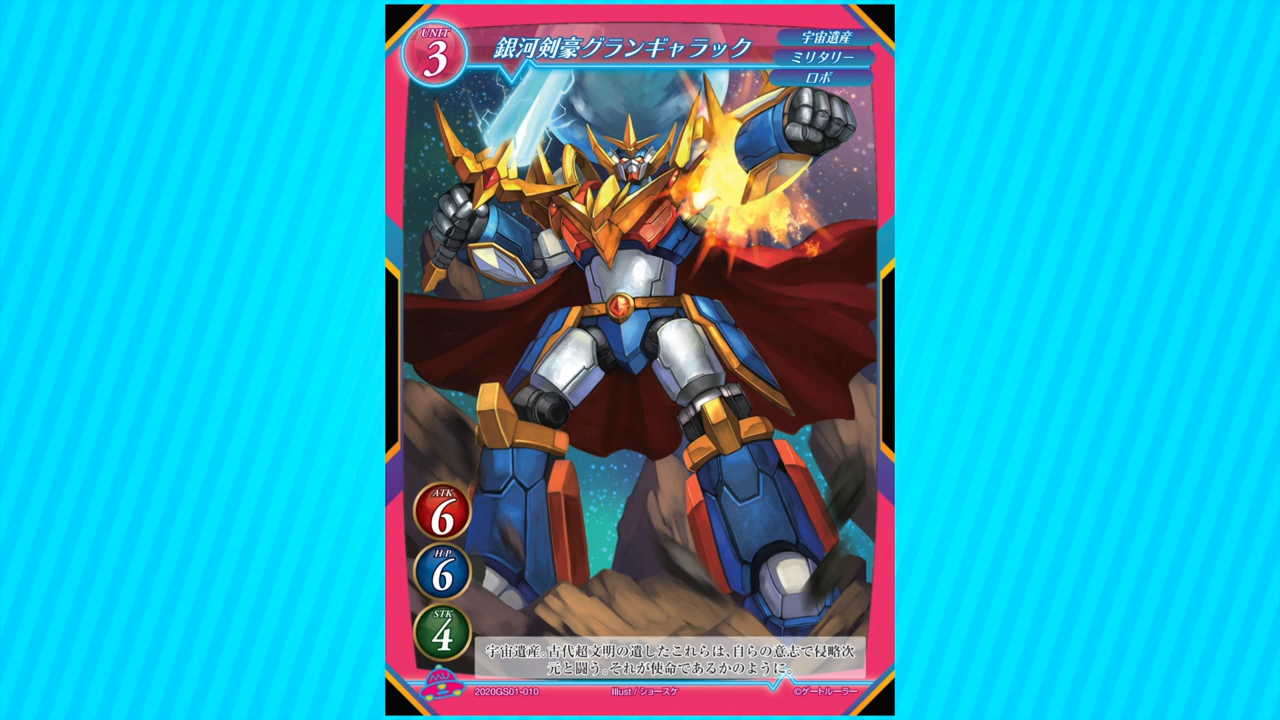 UNIT
3
銀河剣豪グランギャラック
宇宙遺産
ミリタリー
ロボ
ATK
6
H/P
6
STK
4
宇宙遺産。古代超文明の遺したこれらは、自らの意志で侵略次
元と闘う。それが使命であるかのように。
2020GS01-010
Illust / ショースケ
©ゲートルーラー